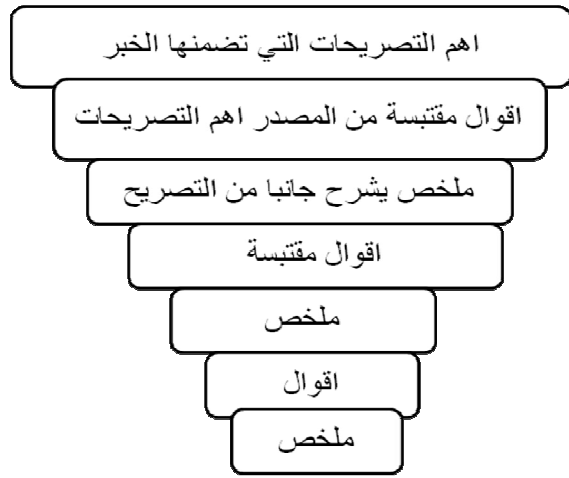 اهم التصريحات التي تضمنها الخبر
اقوال مقتبسة من المصدر اهم التصريحات
ملخص يشرح جانبا من التصريح
اقوال مقتبسة
ملخص
اقوال
ملخص